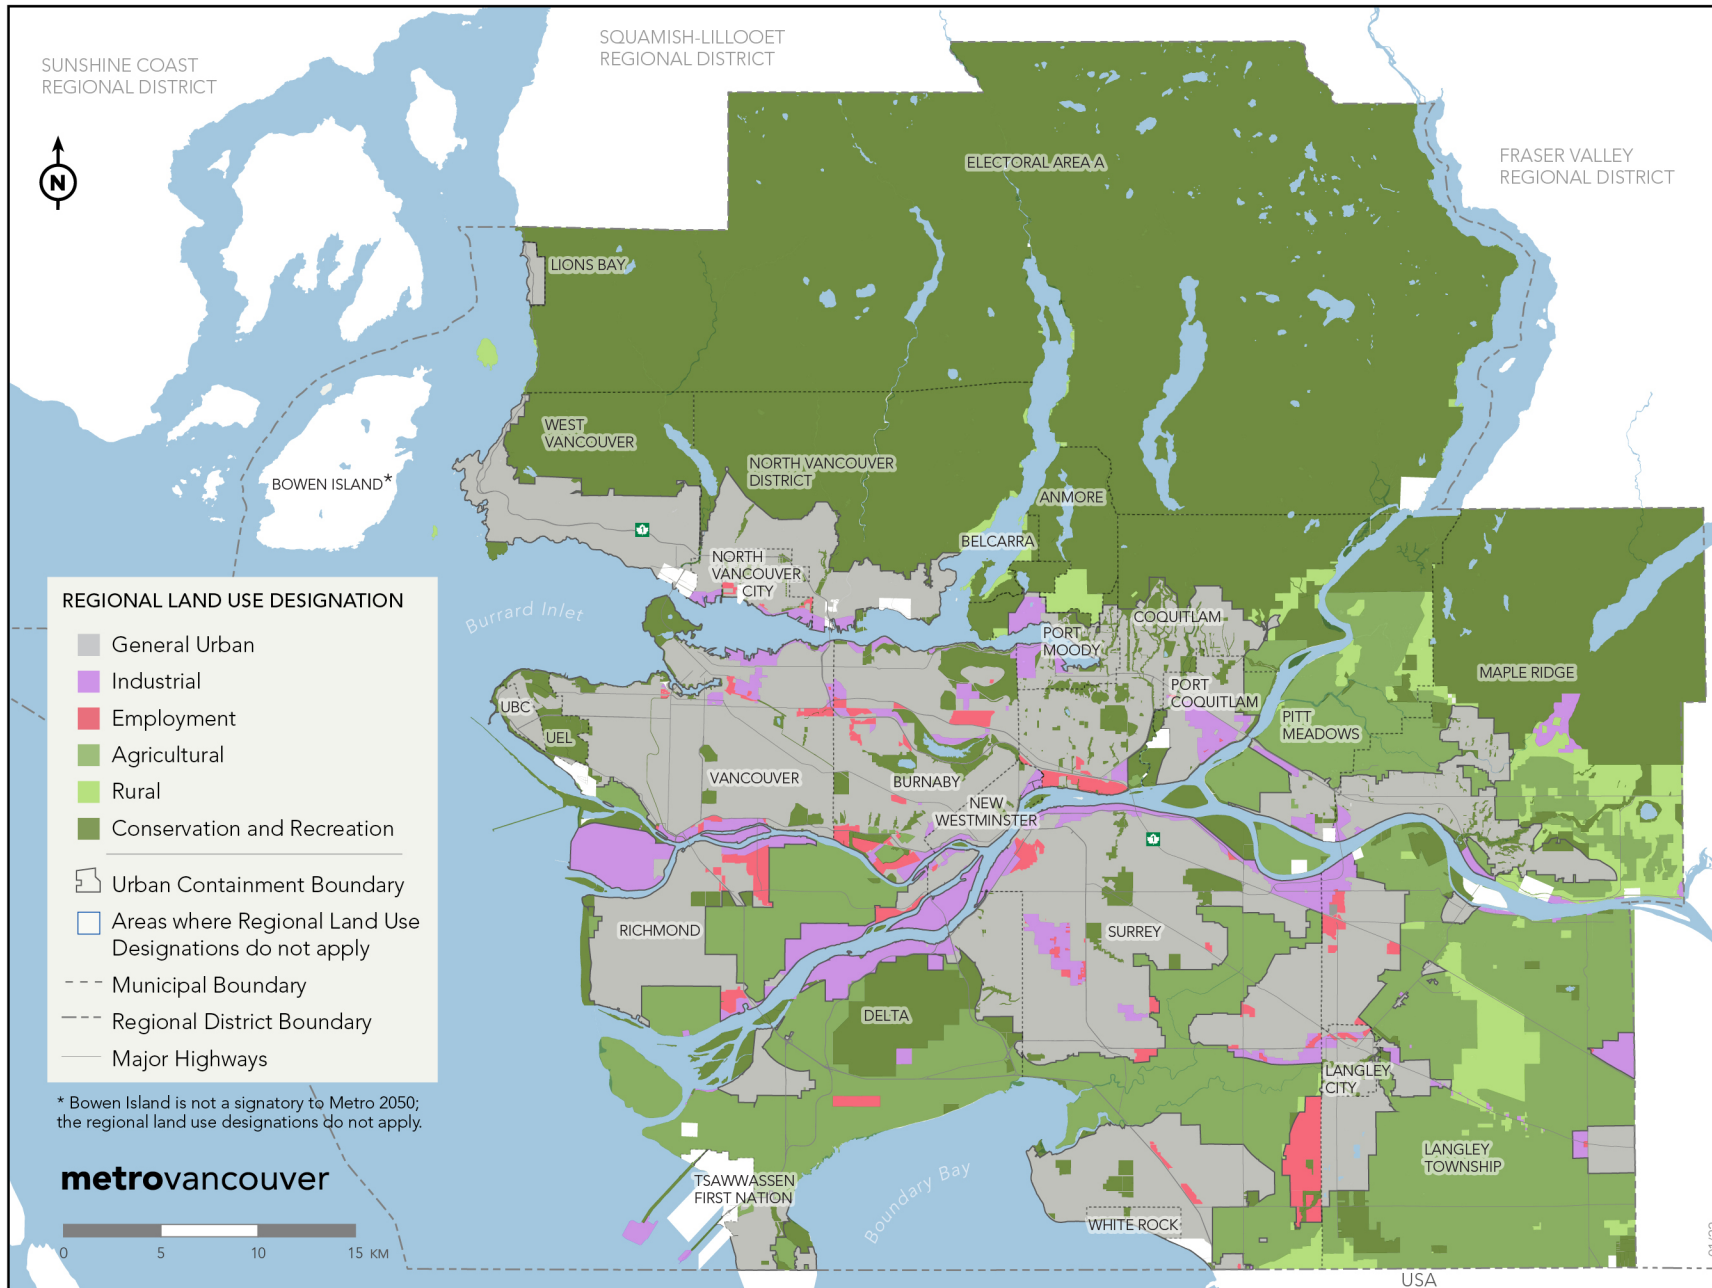 SUNSHINE COAST
REGIONAL DISTRICT
SQUAMISH-LILLOOET
REGIONAL DISTRICT
FRASER VALLEY
REGIONAL DISTRICT
N
ELECTORAL AREA A
LIONS BAY
WEST
VANCOUVER
NORTH VANCOUVER
DISTRICT
BOWEN ISLAND*
ANMORE
1
BELCARRA
NORTH
VANCOUVER
CITY
Burrard Inlet
COQUITLAM
PORT
MOODY
MAPLE RIDGE
PORT
COQUITLAM
UBC
PITT
MEADOWS
UEL
VANCOUVER
BURNABY
NEW
WESTMINSTER
1
RICHMOND
SURREY
DELTA
LANGLEY
CITY
LANGLEY
TOWNSHIP
TSAWWASSEN
FIRST NATION
Boundary Bay
WHITE ROCK
USA
REGIONAL LAND USE DESIGNATION
General Urban
Industrial
Employment
Agricultural
Rural
Conservation and Recreation
Urban Containment Boundary
Areas where Regional Land Use
Designations do not apply
Municipal Boundary
Regional District Boundary
Major Highways
* Bowen Island is not a signatory to Metro 2050;
the regional land use designations do not apply.
metrovancouver
0 5 10 15 KM